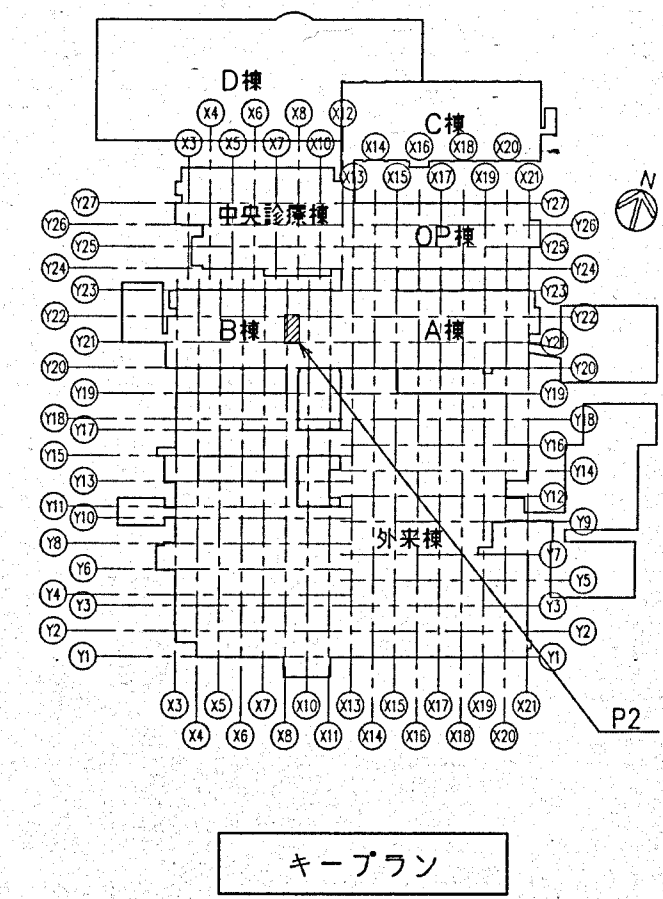 D棟
C棟
X4
X6
X8
X12
X3
X5
X7
X10
X14
X16
X18
X20
X13
X15
X17
X19
X21
N
Y27
中央診療棟
Y27
Y26
OP棟
Y26
Y25
Y25
Y24
Y24
Y23
Y23
Y22
Y22
Y21
B棟
A棟
Y21
Y20
Y20
Y19
Y19
Y18
Y18
Y17
Y16
Y15
Y14
Y13
Y12
Y11
Y10
Y9
外来棟
Y8
Y7
Y6
Y5
Y4
Y3
Y3
Y2
Y2
Y1
Y1
X3
X5
X7
X10
X13
X15
X17
X19
X21
X4
X6
X8
X11
X14
X16
X18
X20
P2
キープラン